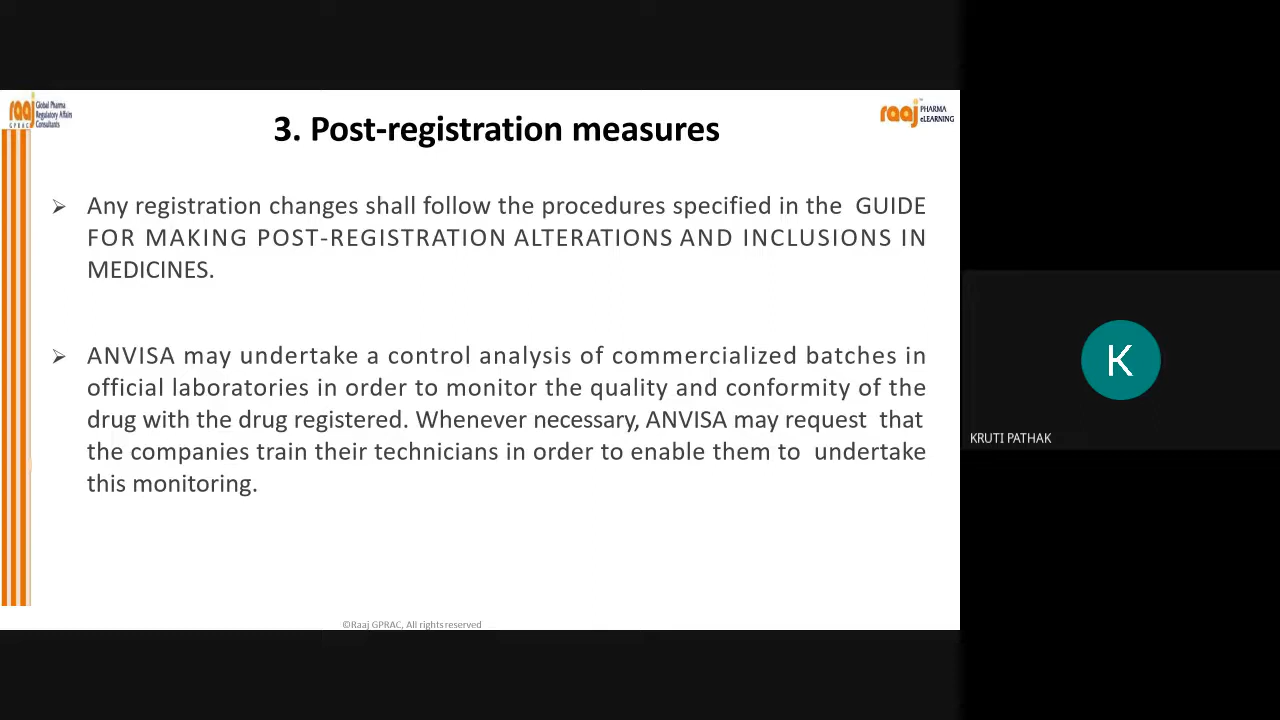 raaj
GPRAC
Global Pharma
Regulatory Affairs
Consultants
3. Post-registration measures
raaj
PHARMA
eLEARNING
Any registration changes shall follow the procedures specified in the GUIDE
FOR MAKING POST-REGISTRATION ALTERATIONS AND INCLUSIONS IN
MEDICINES.
ANVISA may undertake a control analysis of commercialized batches in
official laboratories in order to monitor the quality and conformity of the
drug with the drug registered. Whenever necessary, ANVISA may request that
the companies train their technicians in order to enable them to undertake
this monitoring.
©Raaj GPRAC, All rights reserved
K
KRUTI PATHAK